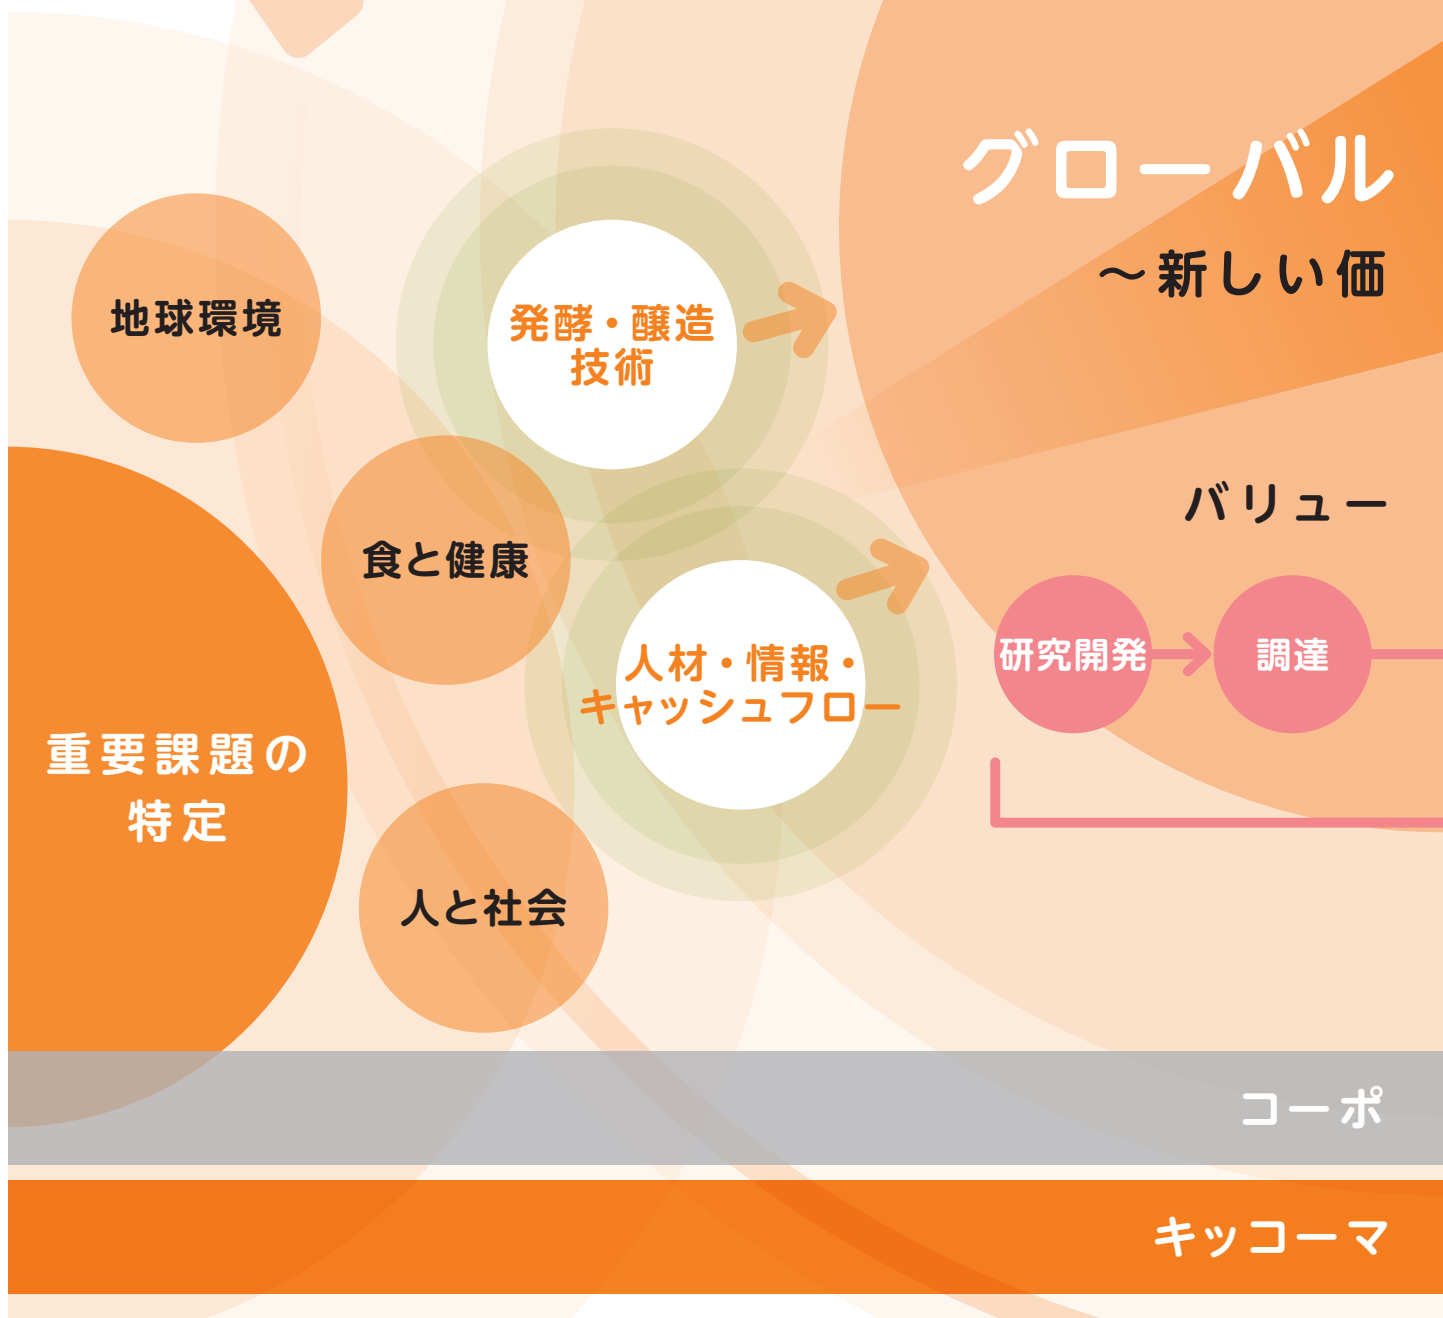 グローバル
〜新しい価
地球環境
発酵・醸造
技術
バリュー
食と健康
人材・情報・
キャッシュフロー
研究開発
調達
重要課題の
特定
人と社会
コーポ
キッコーマ